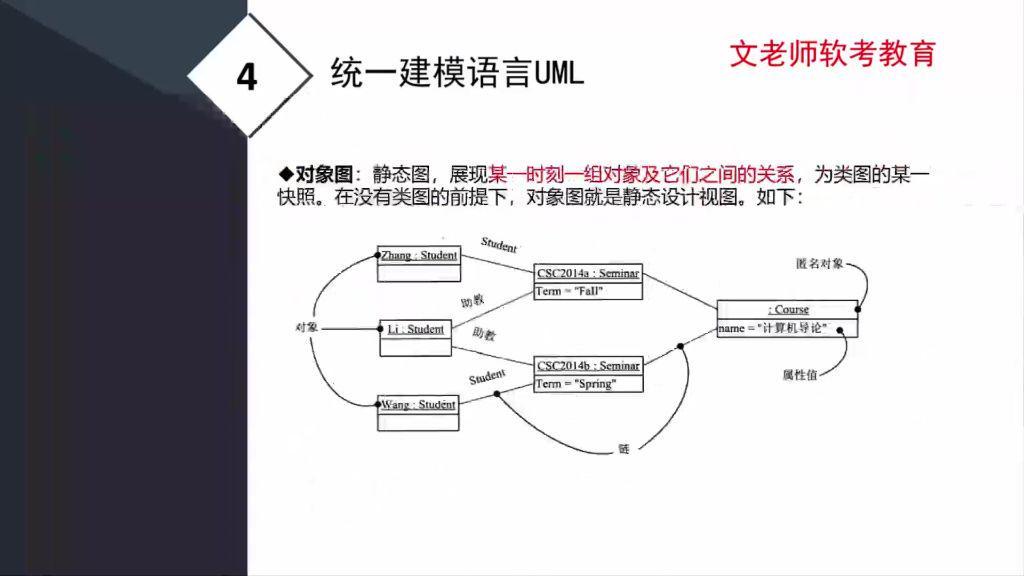 4
统一建模语言UML
文老师软考教育
◆对象图：静态图，展现某一时刻一组对象及它们之间的关系，为类图的某一
快照。在没有类图的前提下，对象图就是静态设计视图。如下：
Student
Zhang : Student
CSC2014a : Seminar
Term = "Fall"
匿名对象
助教
对象
Li : Student
助教
: Course
name = "计算机导论"
CSC2014b : Seminar
Term = "Spring"
属性值
Student
Wang : Student
链